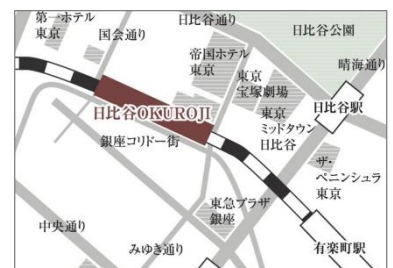 第一ホテル
東京
国会通り
日比谷通り
日比谷公園
帝国ホテル
東京
晴海通り
東京
宝塚劇場
日比谷駅
日比谷OKUROJI
東京
ミッドタウン
日比谷
銀座コリドー街
ザ・
ペニンシュラ
東京
東急プラザ
銀座
中央通り
みゆき通り
有楽町駅